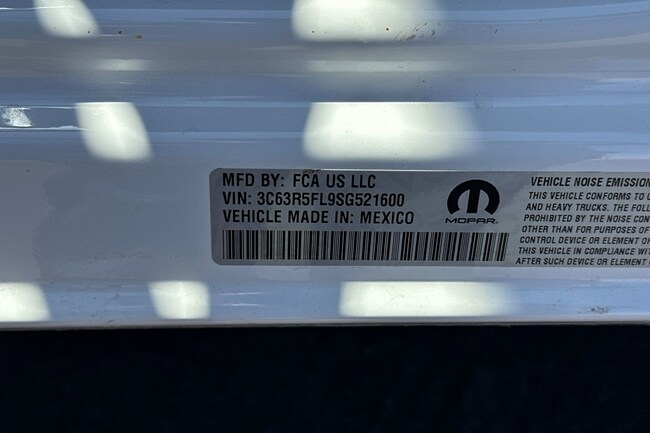 MFD BY: FCA US LLC
VIN: 3C63R5FL9SG521600
VEHICLE MADE IN: MEXICO
MOPAR
VEHICLE NOISE EMISSION
THIS VEHICLE CONFORMS TO U
AND HEAVY TRUCKS. THE FOLL
PROHIBITED BY THE NOISE CON
OTHER THAN FOR PURPOSES OF
CONTROL DEVICE OR ELEMENT OF
THIS VEHICLE IN COMPLIANCE WITH
AFTER SUCH DEVICE OR ELEMENT O